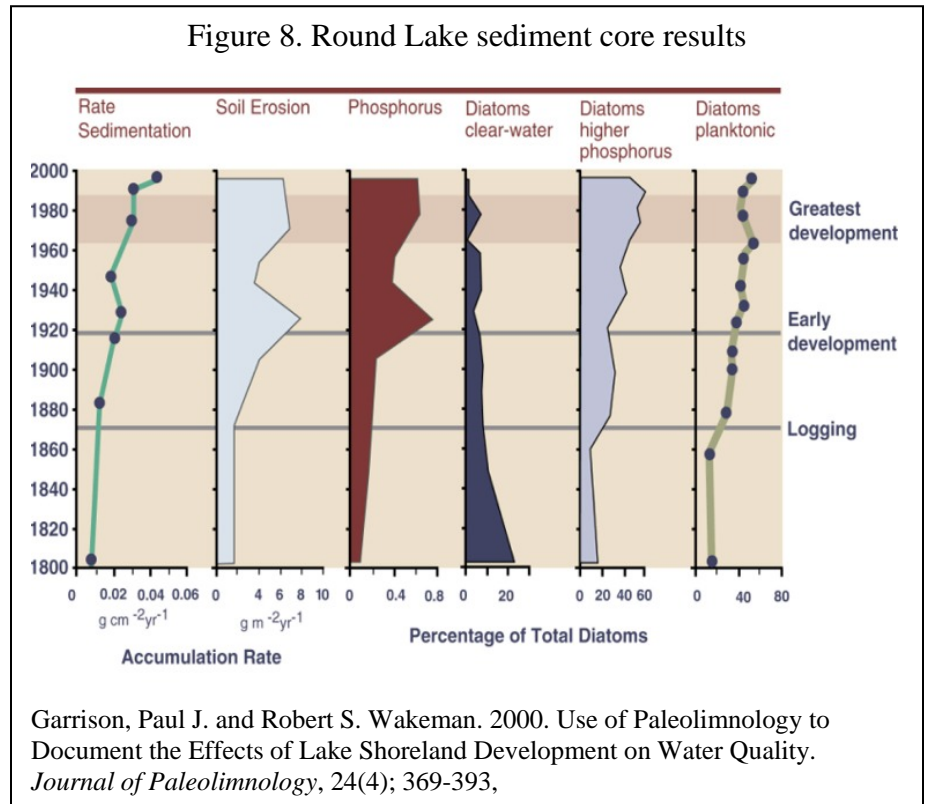 Figure 8. Round Lake sediment core results
Rate
Sedimentation
Soil Erosion
Phosphorus
Diatoms
clear-water
Diatoms
higher
phosphorus
Diatoms
planktonic
2000
1980
1960
1940
1920
1900
1880
1860
1840
1820
1800
Greatest
development
Early
development
Logging
0 0.02 0.04 0.06
0 4 6 8 10
0 0.4 0.8
0 20
0 20 40 60
0 40 80
g cm -2yr-1
g m -2yr-1
Accumulation Rate
Percentage of Total Diatoms
Garrison, Paul J. and Robert S. Wakeman. 2000. Use of Paleolimnology to
Document the Effects of Lake Shoreland Development on Water Quality.
Journal of Paleolimnology, 24(4); 369-393,